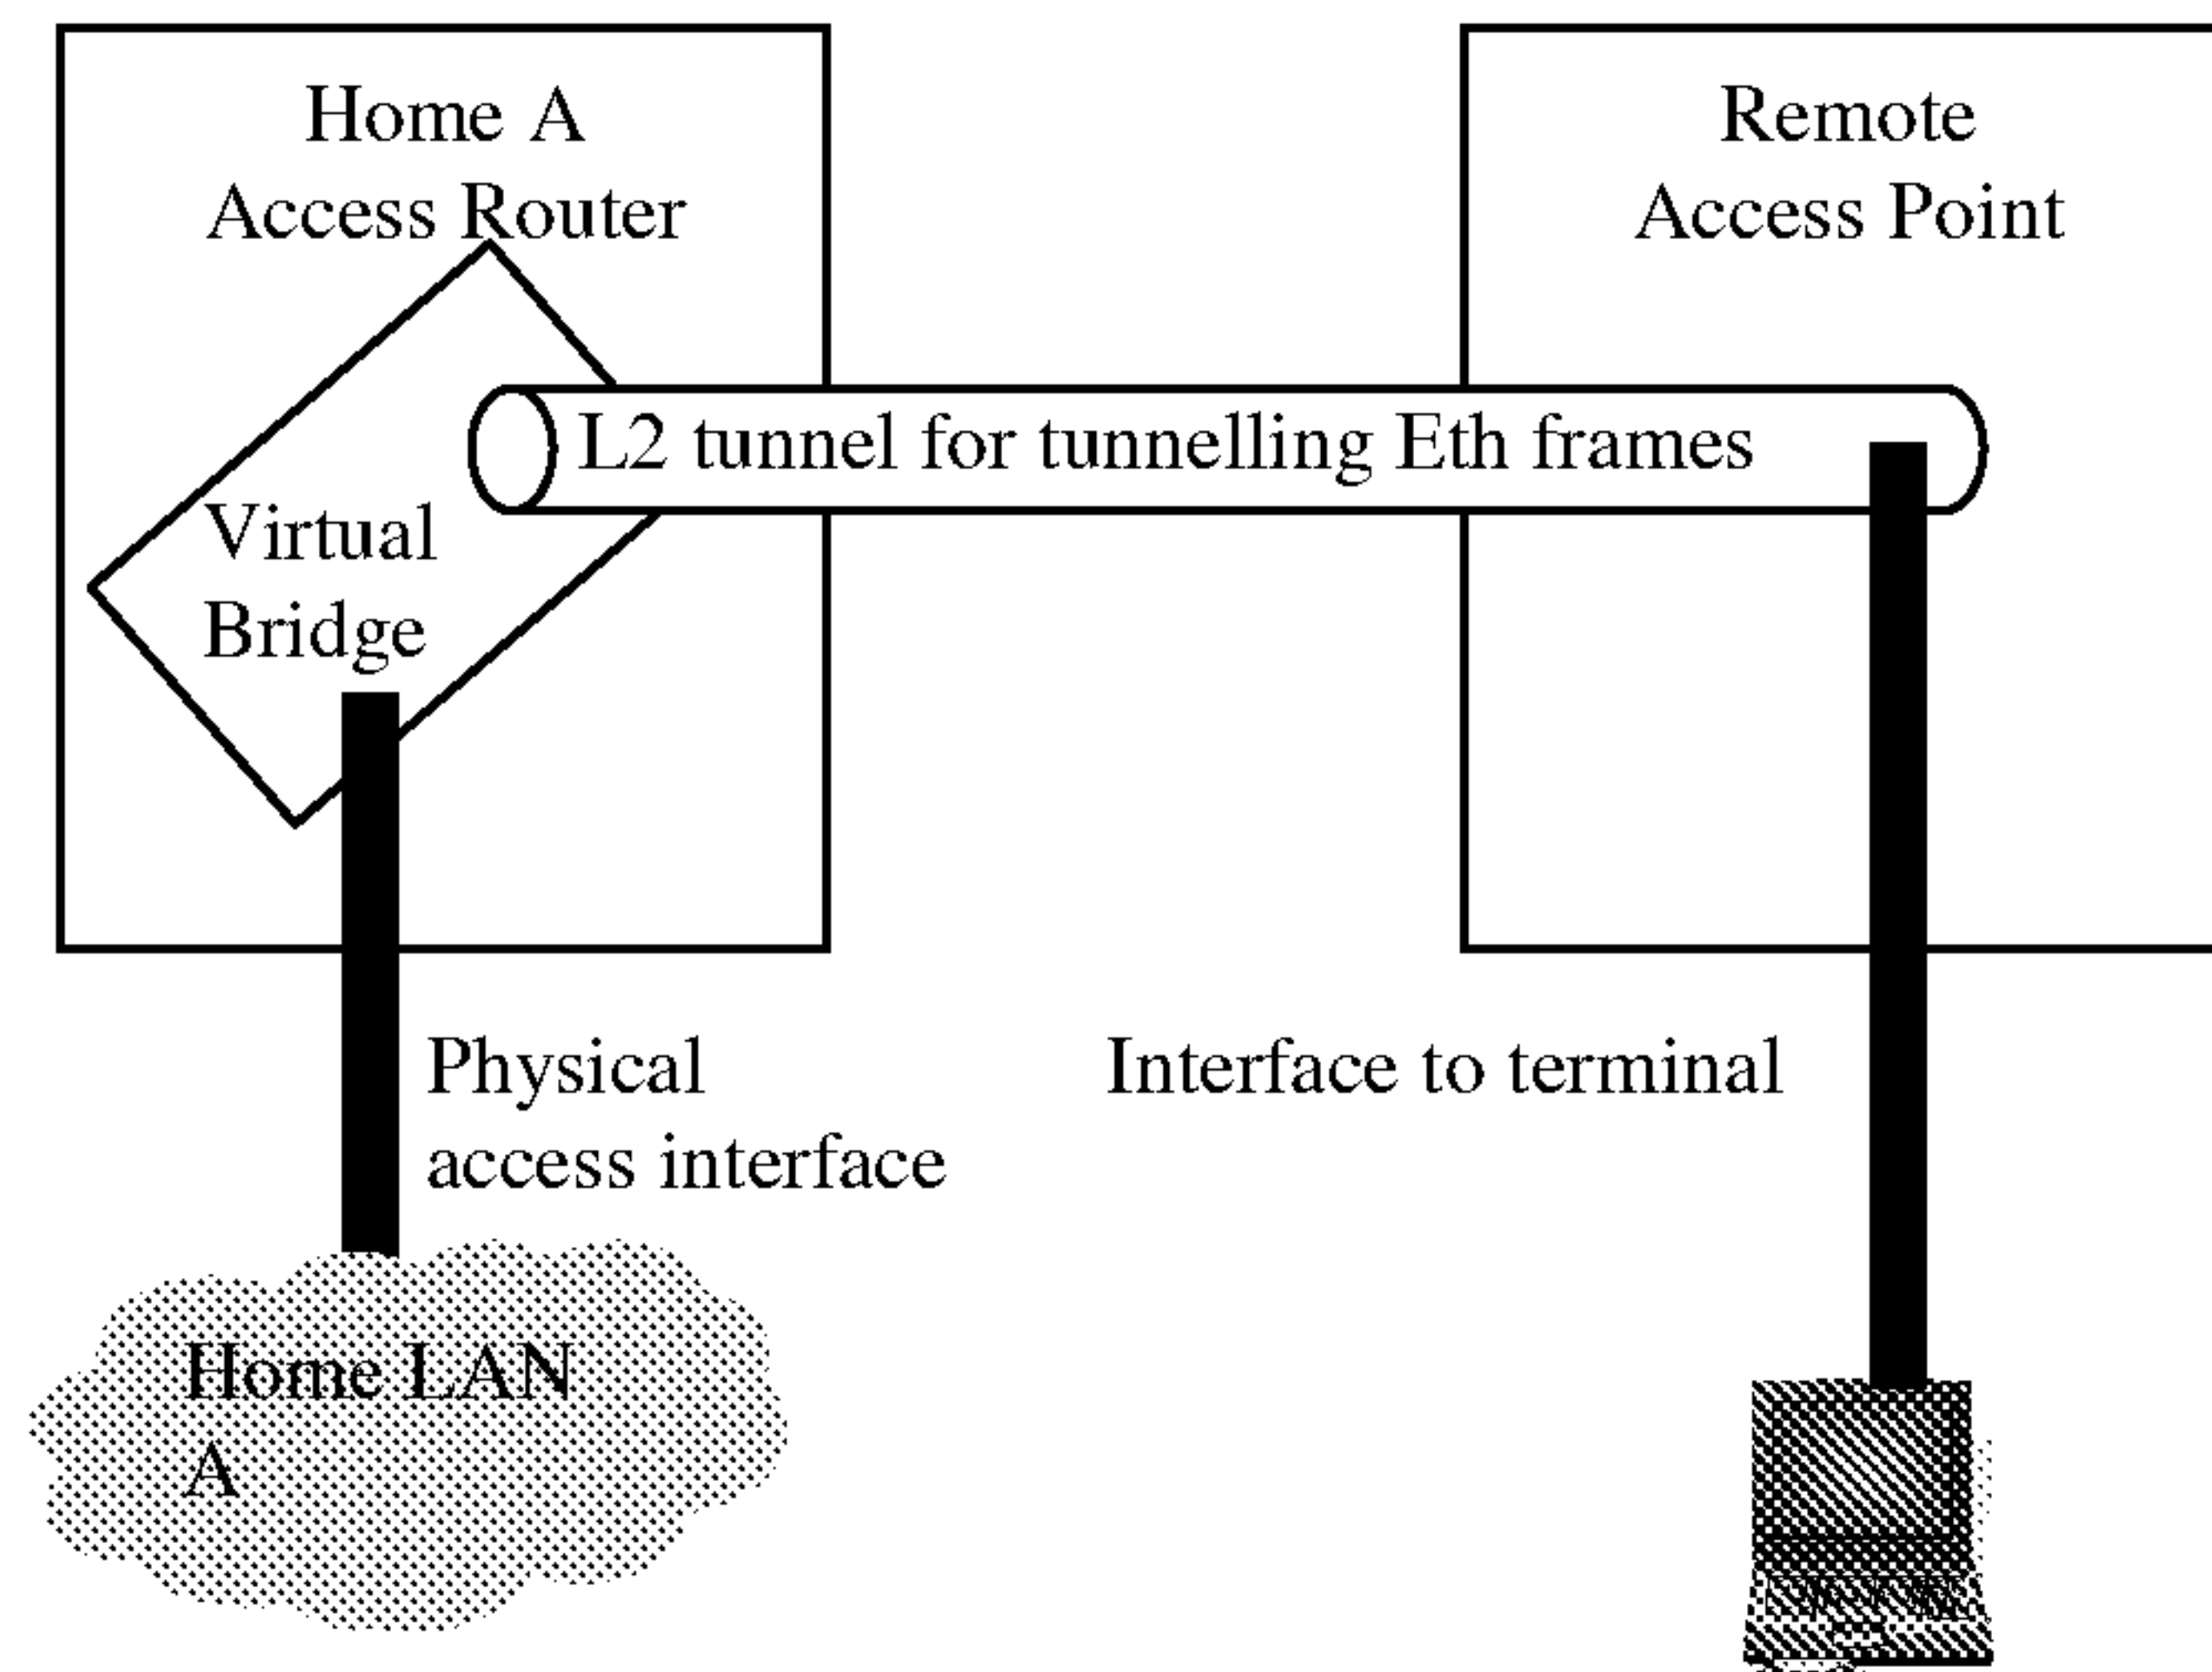 Home A
Access Router
Remote
Access Point
L2 tunnel for tunnelling Eth frames
Virtual
Bridge
Physical
access interface
Interface to terminal
Home LAN
A